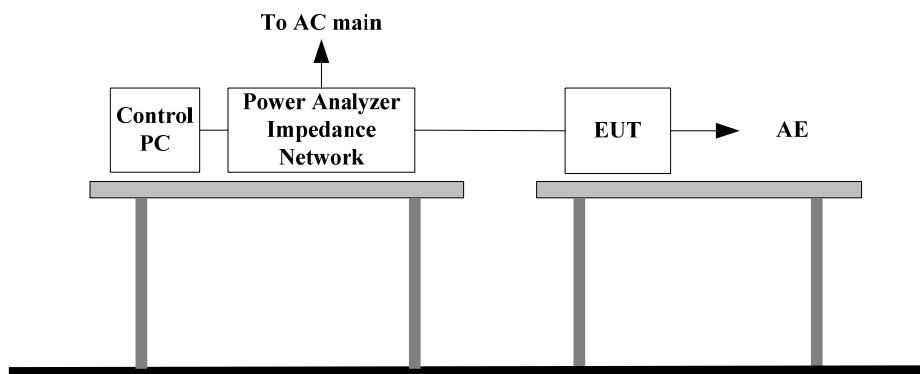 To AC main
Control
PC
Power Analyzer
Impedance
Network
EUT
AE